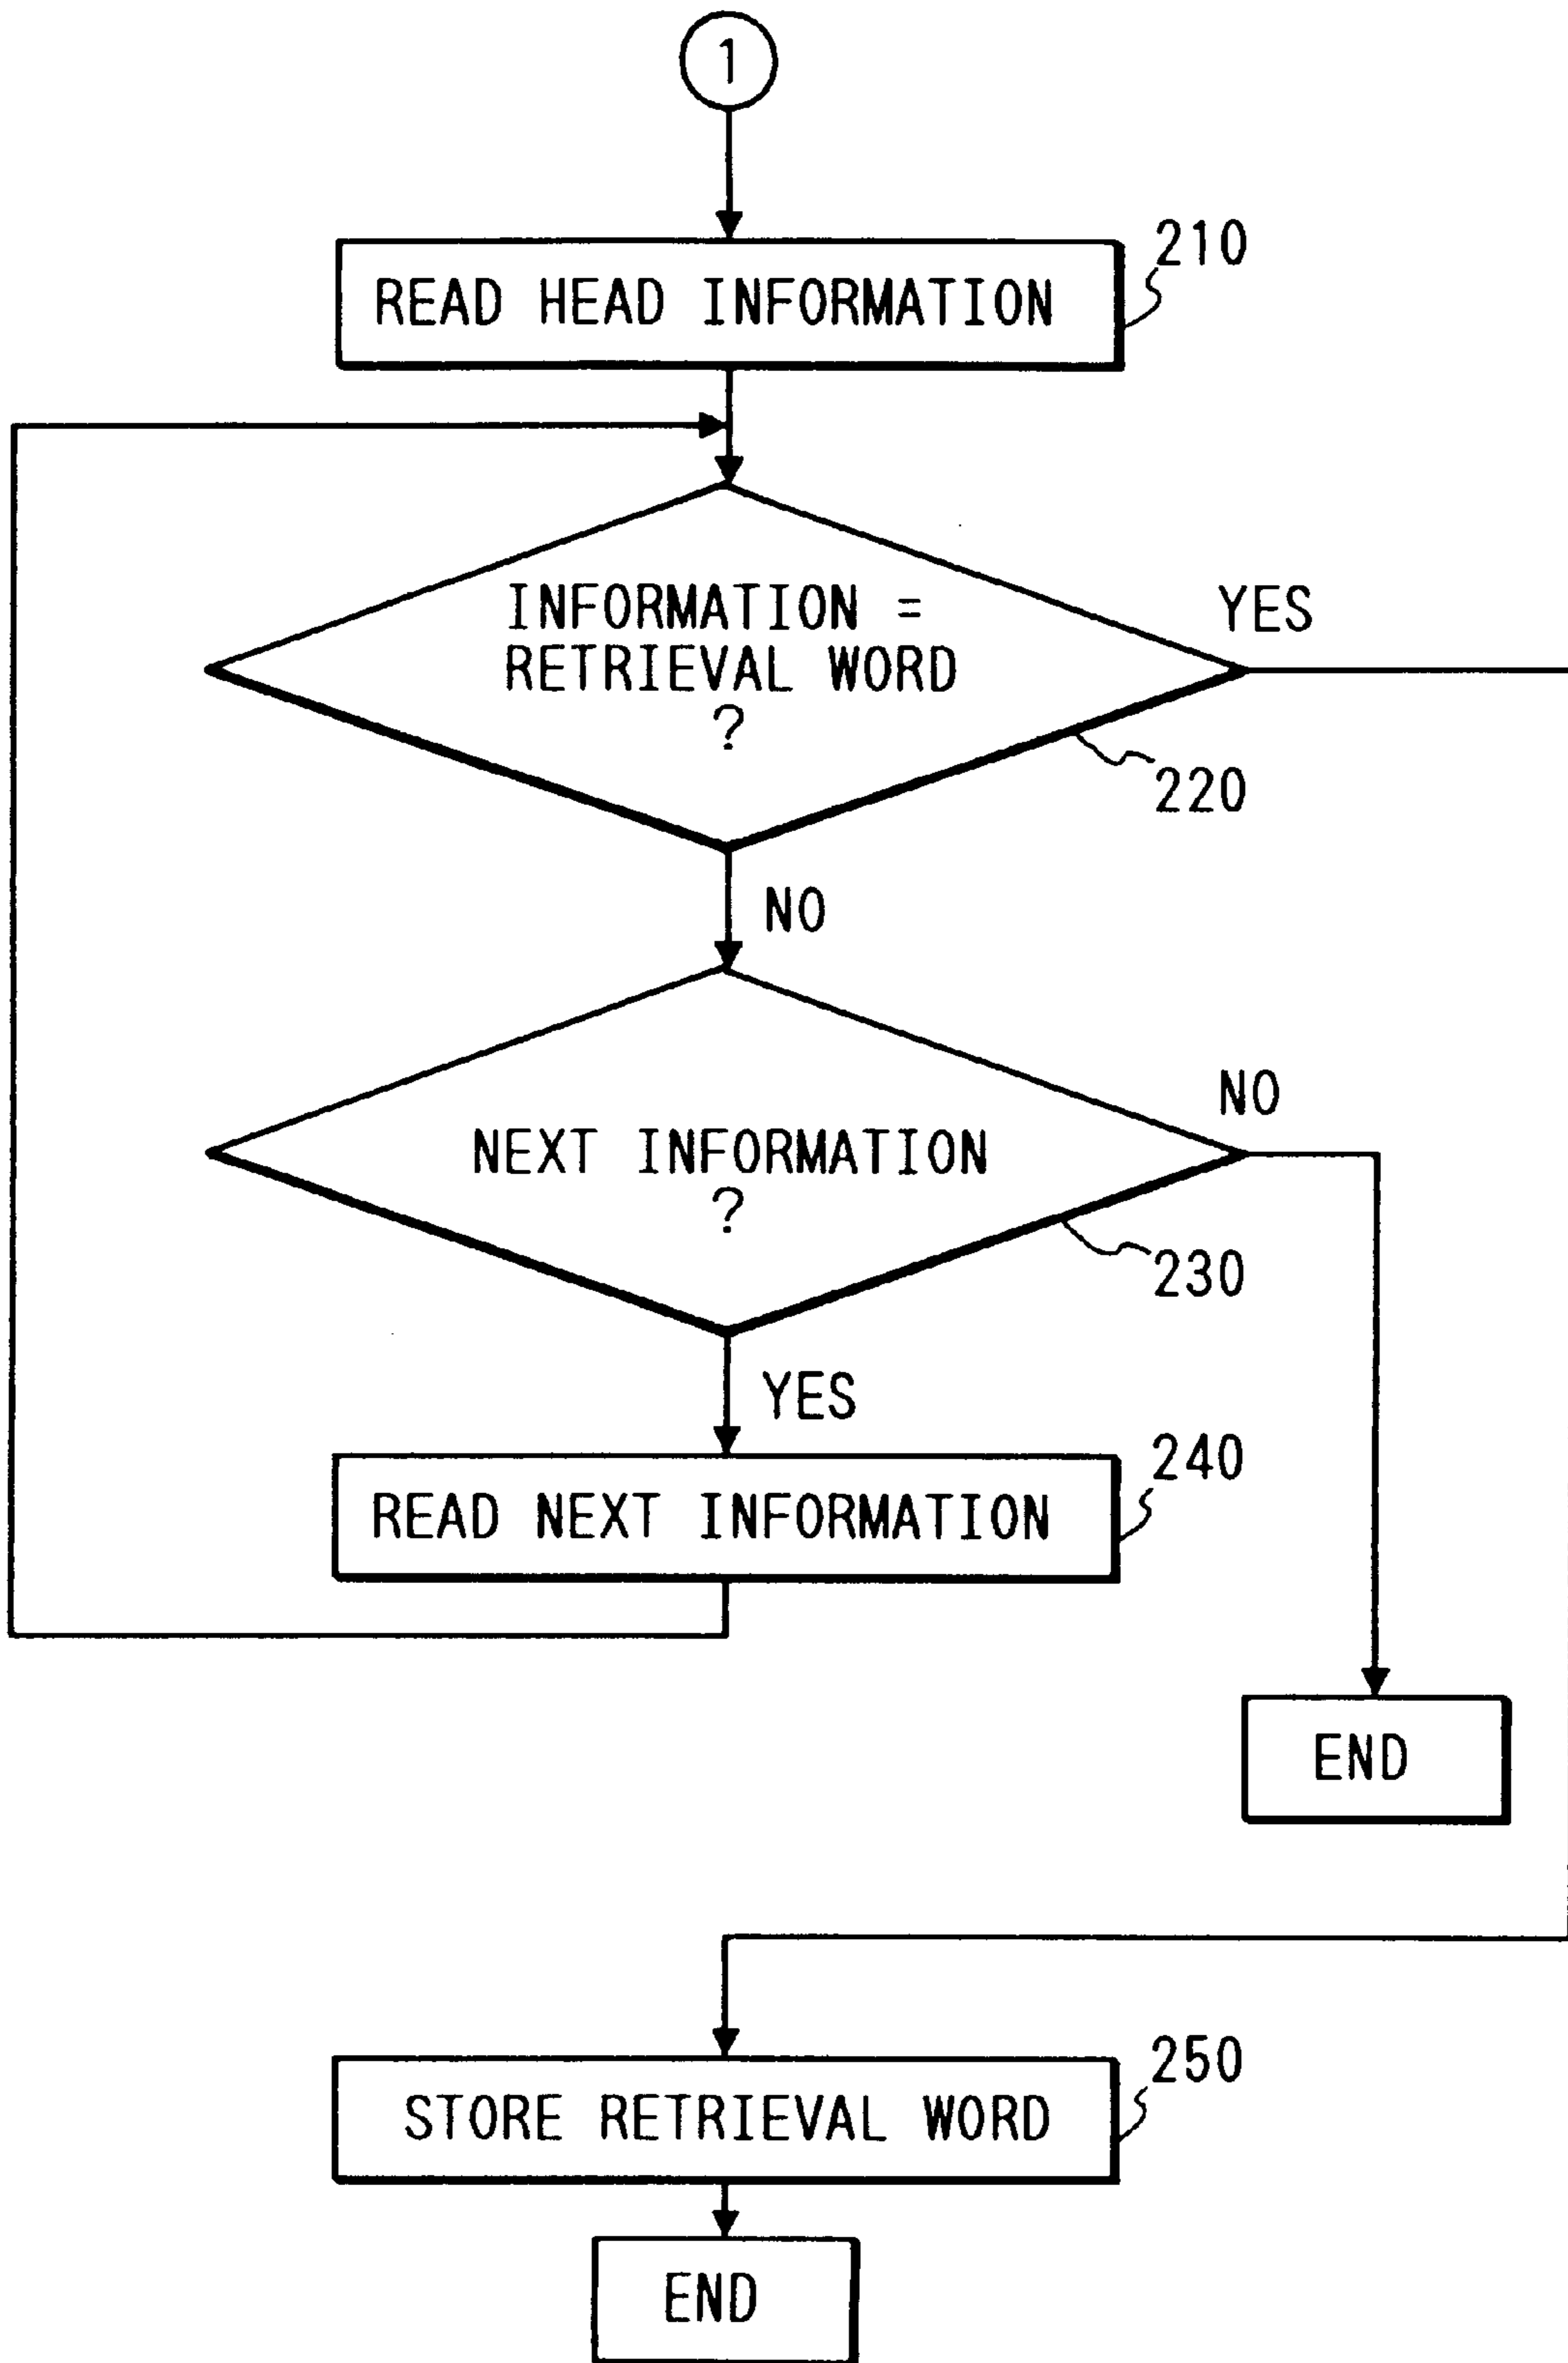 1
210
READ HEAD INFORMATION
INFORMATION =
RETRIEVAL WORD
?
YES
220
NO
NEXT INFORMATION
?
NO
230
YES
240
READ NEXT INFORMATION
END
250
STORE RETRIEVAL WORD
END